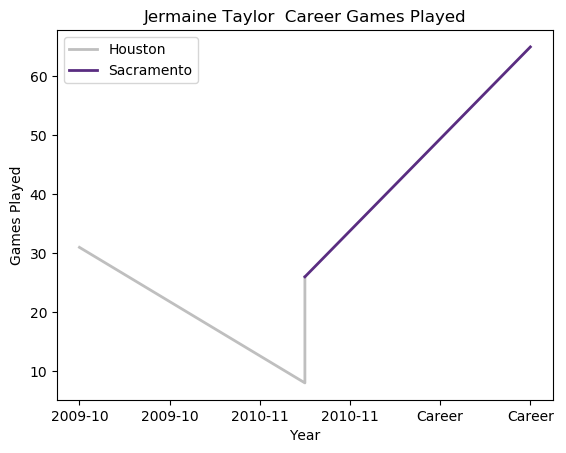 Jermaine Taylor  Career Games Played
Houston
Sacramento
Games Played
60
50
40
30
20
10
2009-10 2009-10 2010-11 2010-11 Career Career
Year